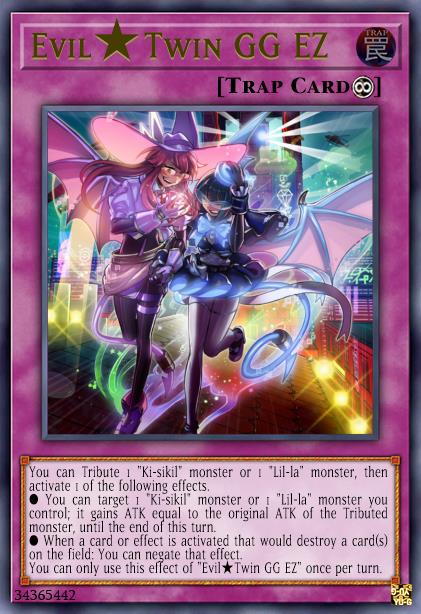 Evil★Twin GG EZ
TRAP
罠
[Trap Card]
You can Tribute 1 "Ki-sikil" monster or 1 "Lil-la" monster, then
activate 1 of the following effects.
● You can target 1 "Ki-sikil" monster or 1 "Lil-la" monster you
control; it gains ATK equal to the original ATK of the Tributed
monster, until the end of this turn.
● When a card or effect is activated that would destroy a card(s)
on the field: You can negate that effect.
You can only use this effect of "Evil★Twin GG EZ" once per turn.
34365442